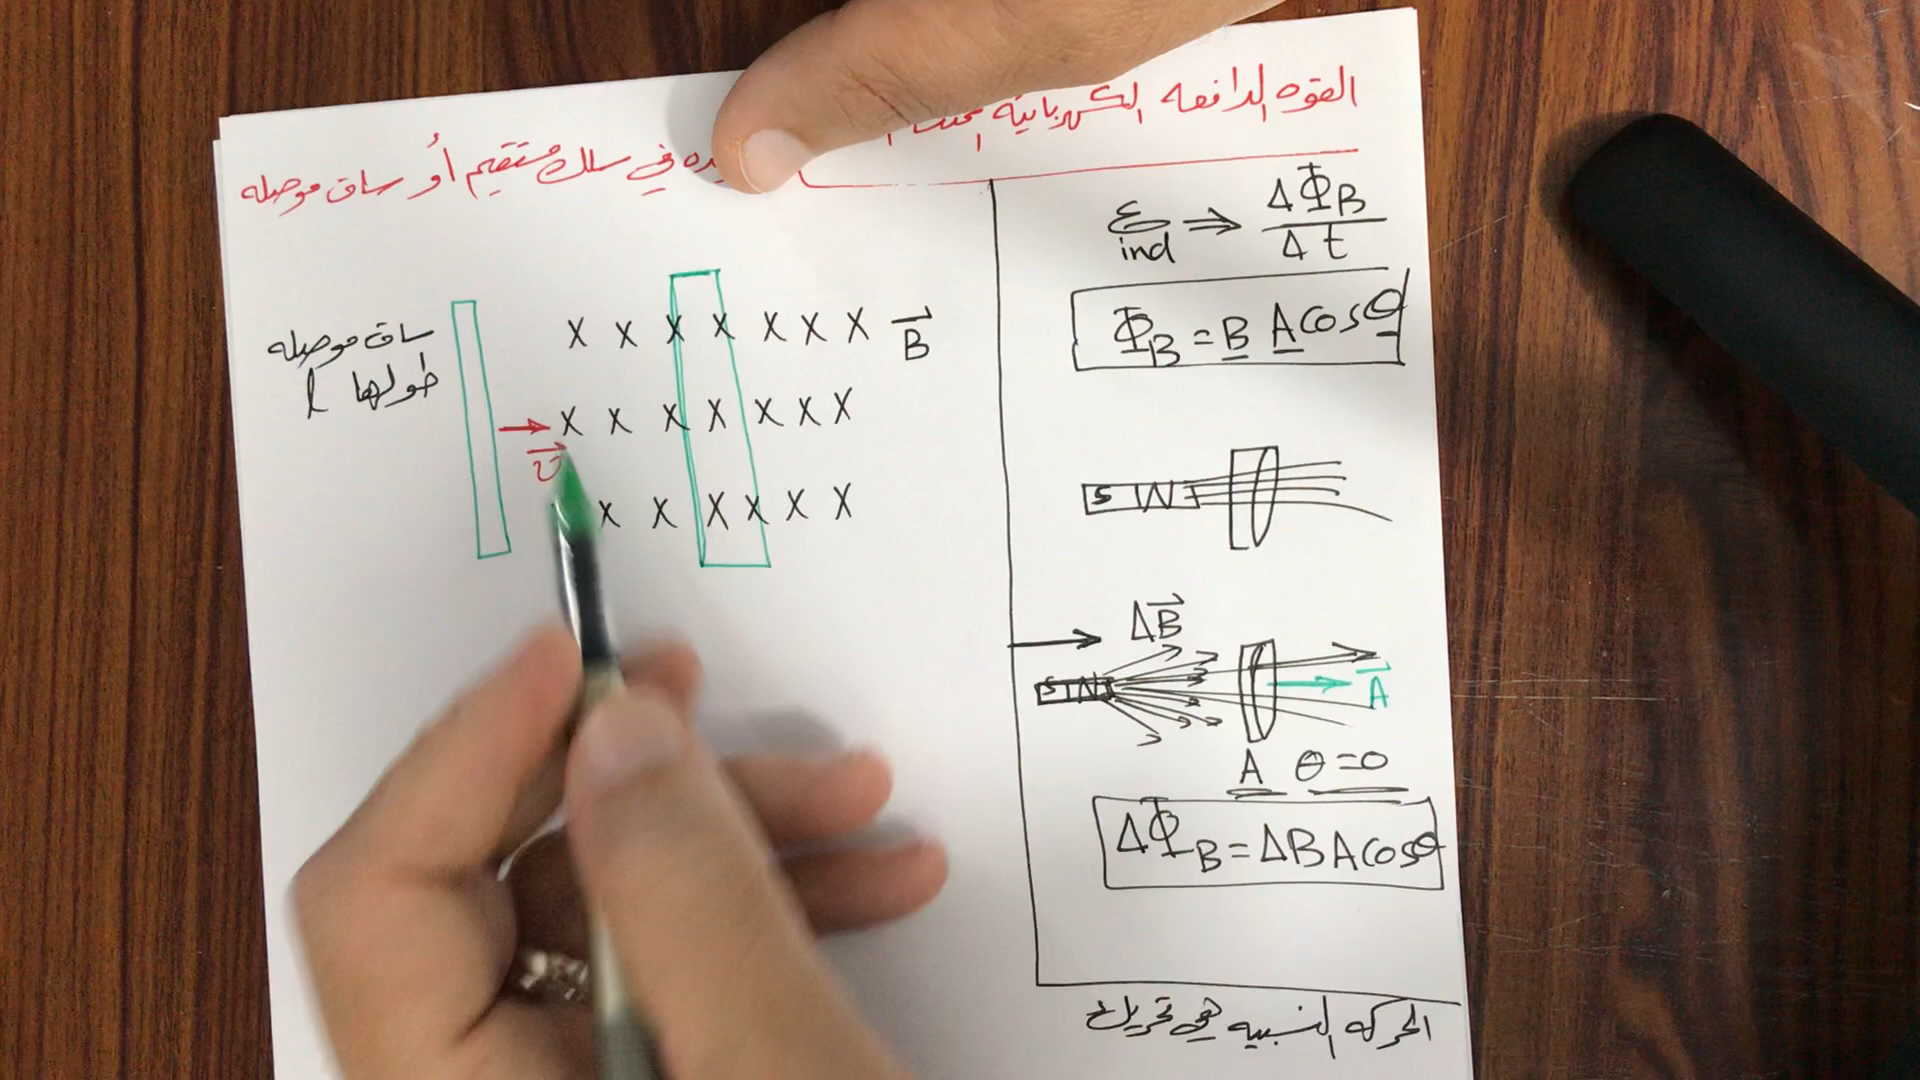 القوه الدافعه الكهربائية
في سلك مستقيم أو ساق موصله
ε ind ⇒ ΔΦB / Δt
ΦB = B A cosθ
S N
ΔB
S N
A
A θ=0
ΔΦB = ΔB A cosθ
الحركه النسبيه هي تحريك
ساق موصله
طولها l
X X X X X X X B
X X X X X X X
v
X X X X X X